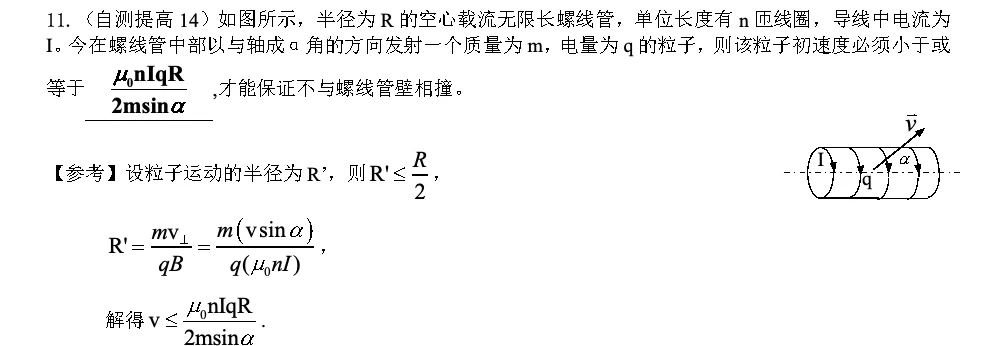 11.（自测提高 14）如图所示，半径为 R 的空心载流无限长螺线管，单位长度有 n 匝线圈，导线中电流为
I。今在螺线管中部以与轴成α角的方向发射一个质量为 m，电量为 q 的粒子，则该粒子初速度必须小于或
等于 μ₀nIqR / 2msinα ,才能保证不与螺线管壁相撞。
v⃗
I α
q
【参考】设粒子运动的半径为 R’，则 R' ≤ R/2，
R' = mv⊥/qB = m(vsinα)/q(μ₀nI)，
解得 v ≤ μ₀nIqR/2msinα .